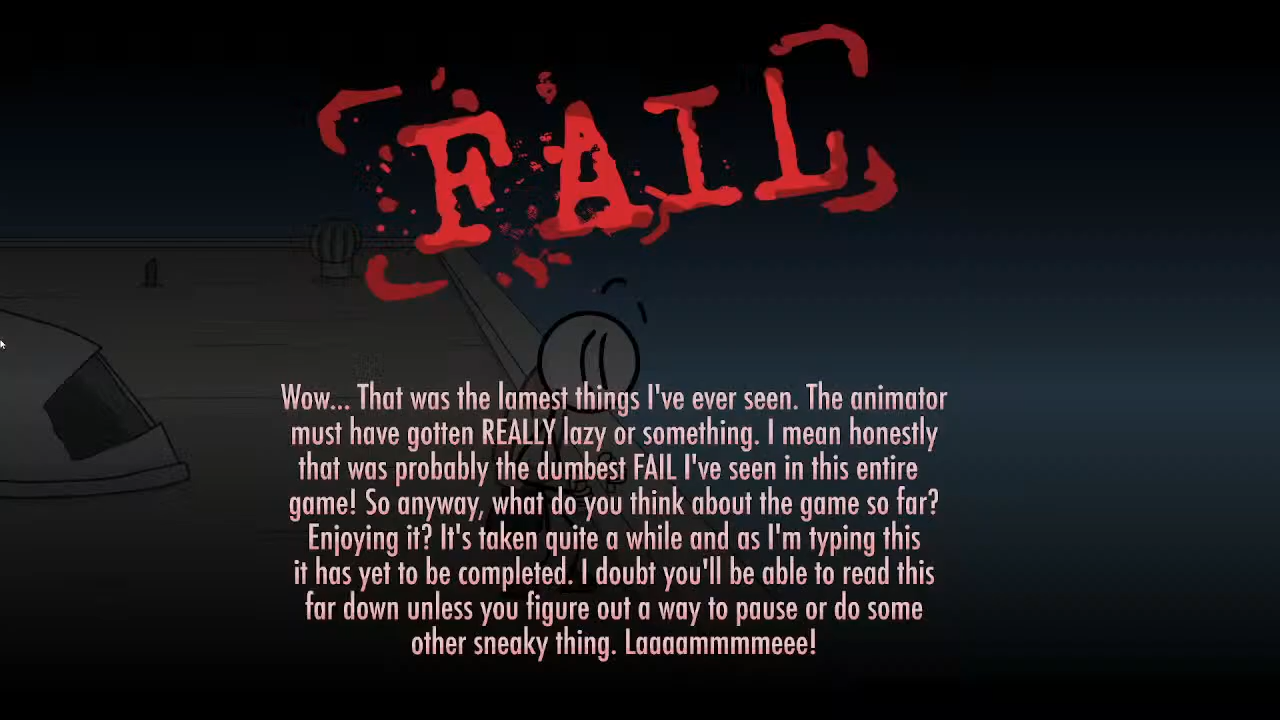 FAIL
Wow... That was the lamest things I've ever seen. The animator
must have gotten REALLY lazy or something. I mean honestly
that was probably the dumbest FAIL I've seen in this entire
game! So anyway, what do you think about the game so far?
Enjoying it? It's taken quite a while and as I'm typing this
it has yet to be completed. I doubt you'll be able to read this
far down unless you figure out a way to pause or do some
other sneaky thing. Laaaammmmeee!